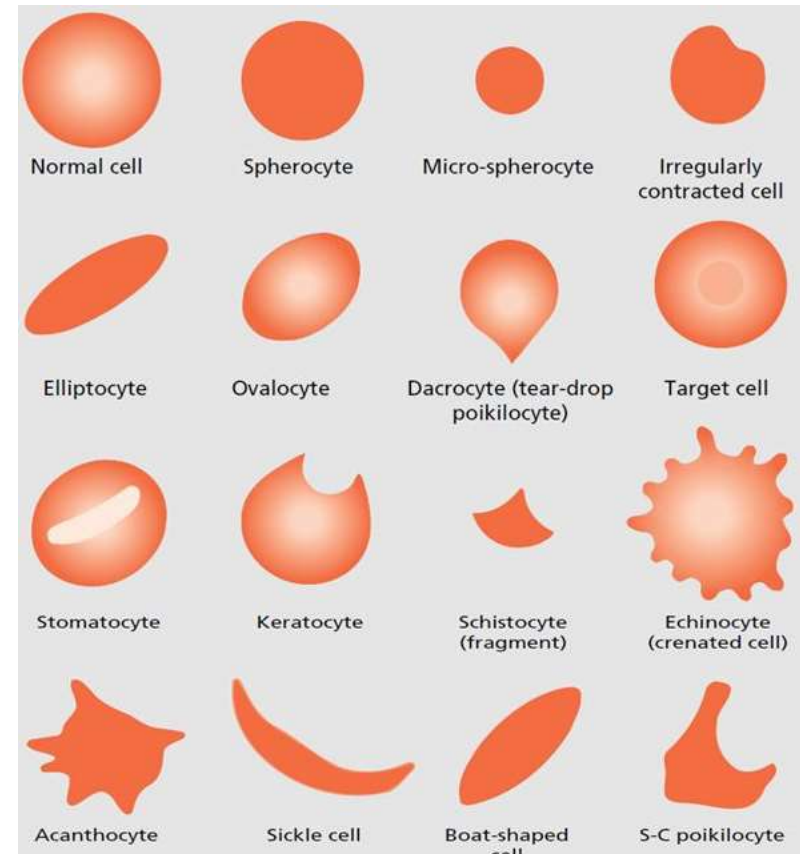 Normal cell
Spherocyte
Micro-spherocyte
Irregularly
contracted cell
Elliptocyte
Ovalocyte
Dacrocyte (tear-drop
poikilocyte)
Target cell
Stomatocyte
Keratocyte
Schistocyte
(fragment)
Echinocyte
(crenated cell)
Acanthocyte
Sickle cell
Boat-shaped
cell
S-C poikilocyte